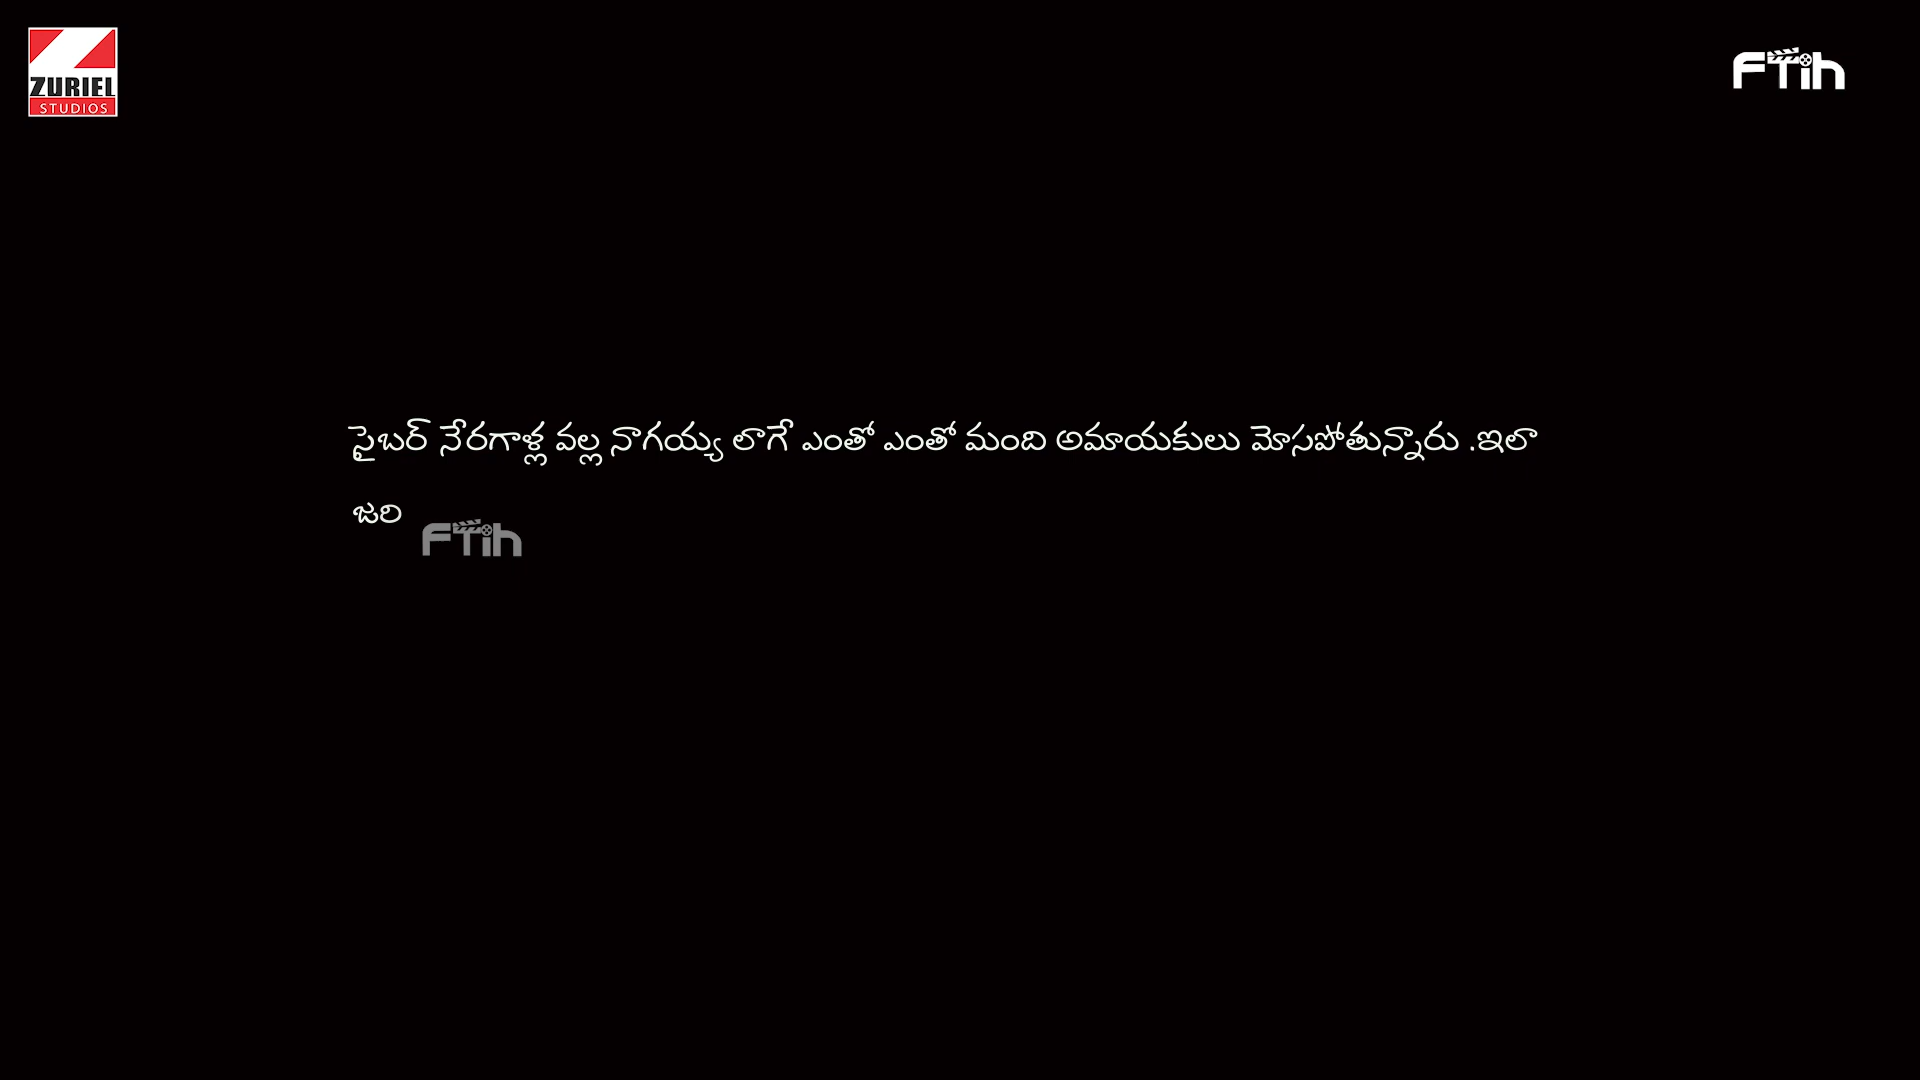 ZURIEL
STUDIOS
FTih
సైబర్ నేరగాళ్ల వల్ల నాగయ్య లాగే ఎంతో ఎంతో మంది అమాయకులు మోసపోతున్నారు .ఇలా
జరి
FTih